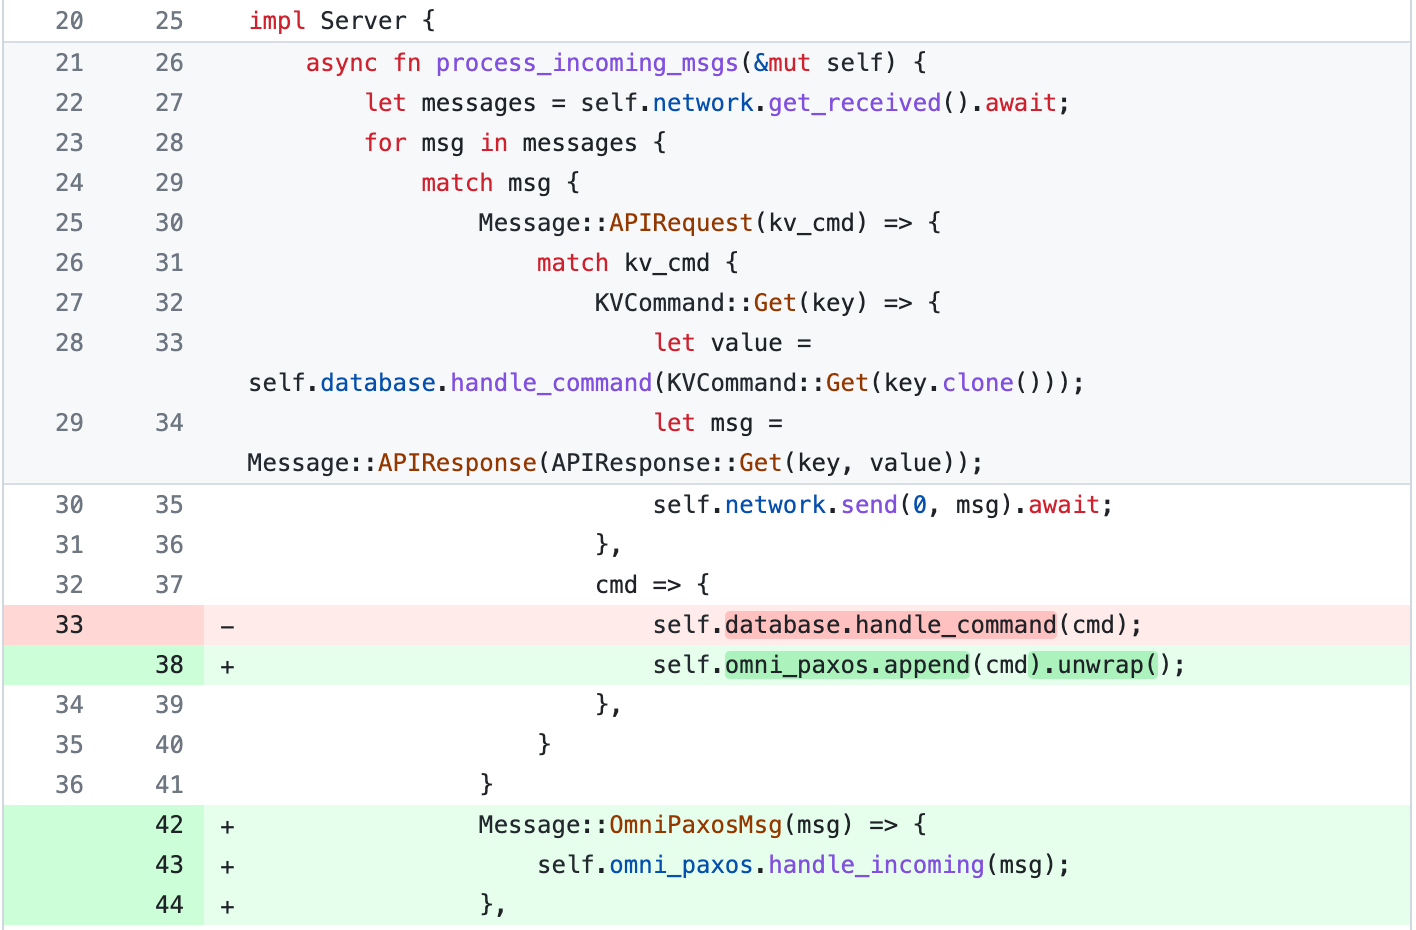 20 25 impl Server {
21 26 async fn process_incoming_msgs(&mut self) {
22 27 let messages = self.network.get_received().await;
23 28 for msg in messages {
24 29 match msg {
25 30 Message::APIRequest(kv_cmd) => {
26 31 match kv_cmd {
27 32 KVCommand::Get(key) => {
28 33 let value =
self.database.handle_command(KVCommand::Get(key.clone()));
29 34 let msg =
Message::APIResponse(APIResponse::Get(key, value));
30 35 self.network.send(0, msg).await;
31 36 },
32 37 cmd => {
33 - self.database.handle_command(cmd);
38 + self.omni_paxos.append(cmd).unwrap();
34 39 },
35 40 }
36 41 }
42 + Message::OmniPaxosMsg(msg) => {
43 + self.omni_paxos.handle_incoming(msg);
44 + },